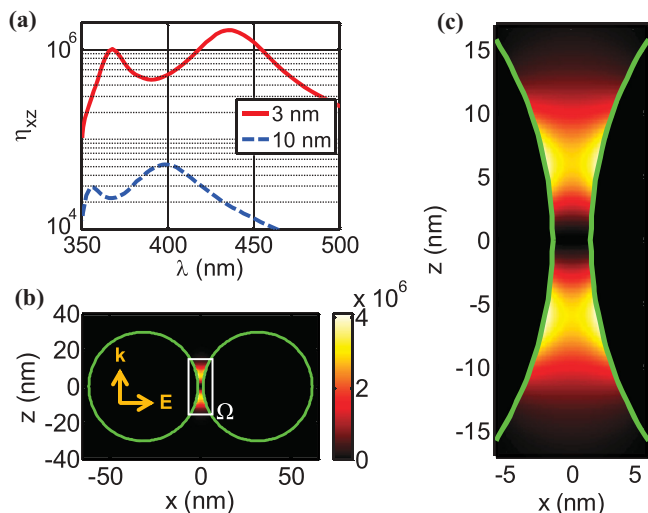 (a)
10^6
10^4
η_xz
3 nm
10 nm
350
400
450
500
λ (nm)
(b)
40
20
0
-20
-40
z (nm)
k
E
Ω
-50
0
50
x (nm)
x 10^6
4
2
0
(c)
15
10
5
0
-5
-10
-15
z (nm)
-5
0
5
x (nm)